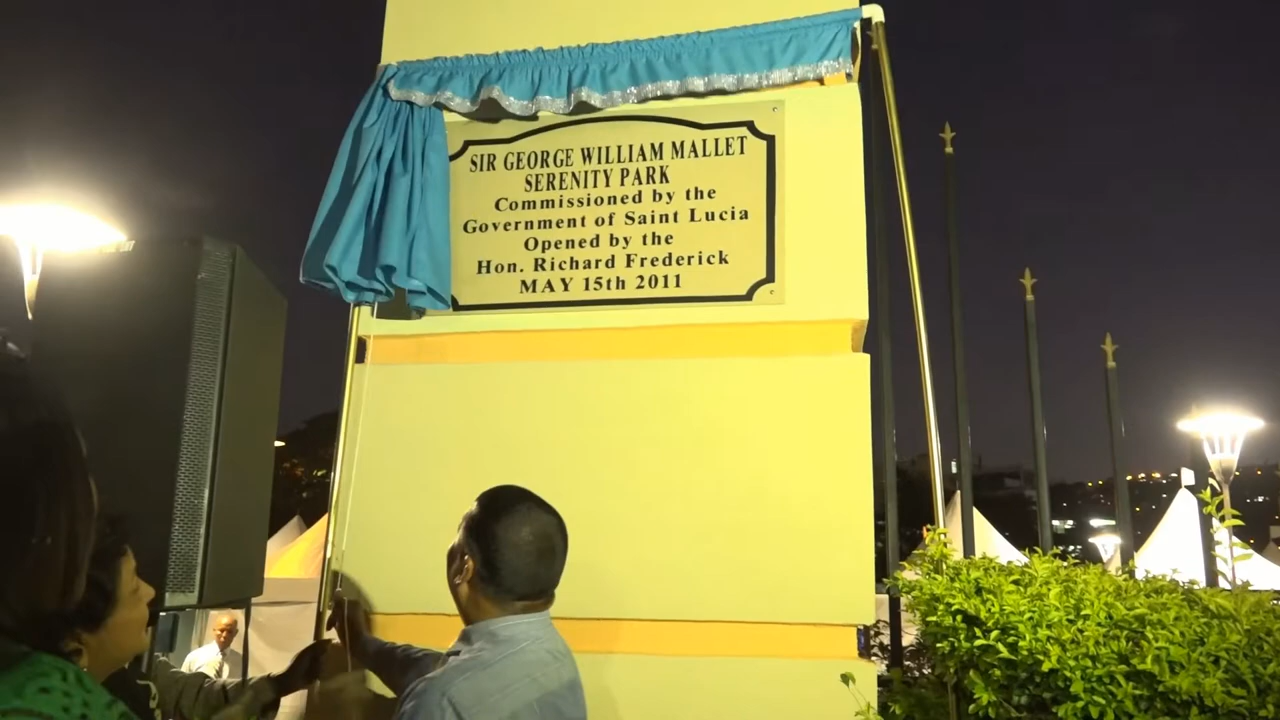 SIR GEORGE WILLIAM MALLET
SERENITY PARK
Commissioned by the
Government of Saint Lucia
Opened by the
Hon. Richard Frederick
MAY 15th 2011